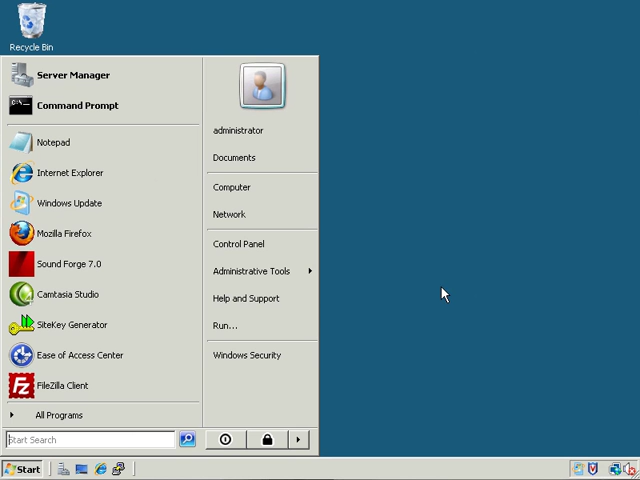 Recycle Bin
Server Manager
Command Prompt
Notepad
Internet Explorer
Windows Update
Mozilla Firefox
Sound Forge 7.0
Camtasia Studio
SiteKey Generator
Ease of Access Center
FileZilla Client
All Programs
Start Search
administrator
Documents
Computer
Network
Control Panel
Administrative Tools
Help and Support
Run...
Windows Security
Start